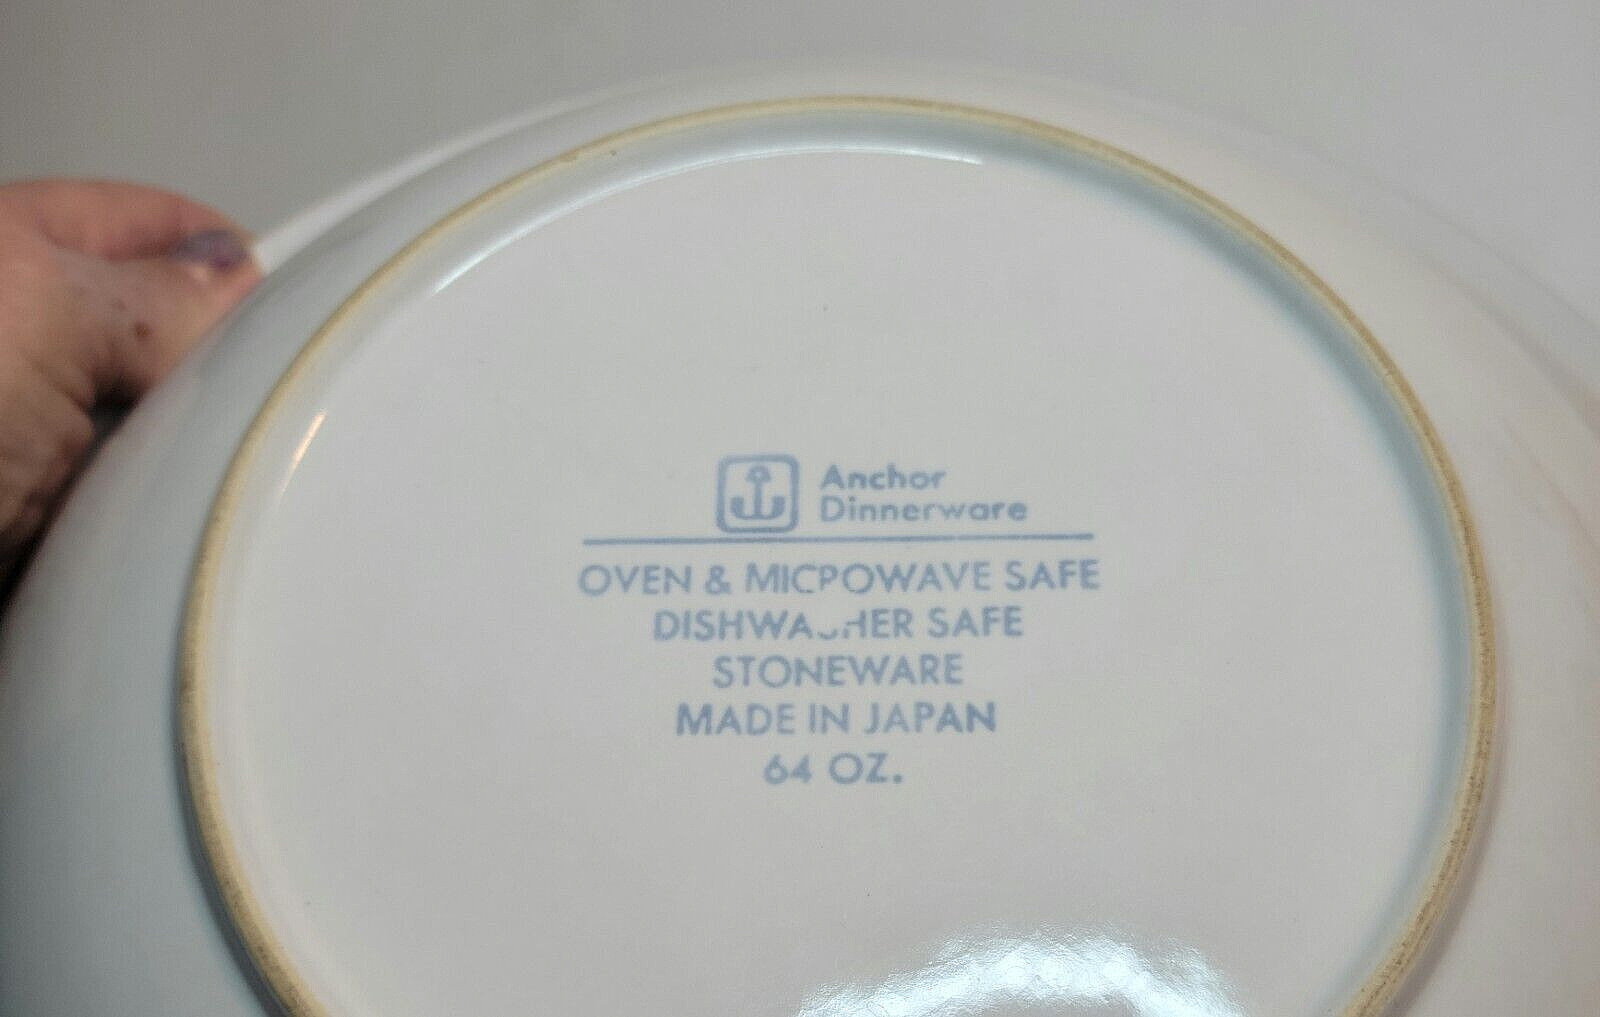 Anchor
Dinnerware
OVEN & MICROWAVE SAFE
DISHWASHER SAFE
STONEWARE
MADE IN JAPAN
64 OZ.